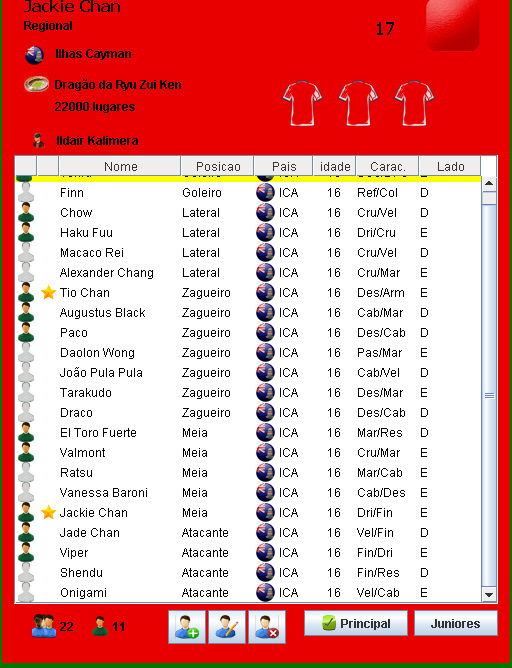 Jackie Chan
Regional
17
Ilhas Cayman
Dragão da Ryu Zui Ken
22000 lugares
Ildair Kalimera
Nome Posicao Pais idade Carac. Lado
Finn Goleiro ICA 16 Ref/Col D
Chow Lateral ICA 16 Cru/Vel D
Haku Fuu Lateral ICA 16 Dri/Cru E
Macaco Rei Lateral ICA 16 Cru/Vel D
Alexander Chang Lateral ICA 16 Cru/Mar E
Tio Chan Zagueiro ICA 16 Des/Arm E
Augustus Black Zagueiro ICA 16 Cab/Mar D
Paco Zagueiro ICA 16 Des/Cab D
Daolon Wong Zagueiro ICA 16 Pas/Mar E
João Pula Pula Zagueiro ICA 16 Cab/Vel D
Tarakudo Zagueiro ICA 16 Des/Mar E
Draco Zagueiro ICA 16 Des/Cab D
El Toro Fuerte Meia ICA 16 Mar/Res D
Valmont Meia ICA 16 Cru/Mar E
Ratsu Meia ICA 16 Mar/Cab D
Vanessa Baroni Meia ICA 16 Cab/Des E
Jackie Chan Meia ICA 16 Dri/Fin E
Jade Chan Atacante ICA 16 Vel/Fin D
Viper Atacante ICA 16 Fin/Dri E
Shendu Atacante ICA 16 Fin/Res D
Onigami Atacante ICA 16 Vel/Cab E
22 11 Principal Juniores